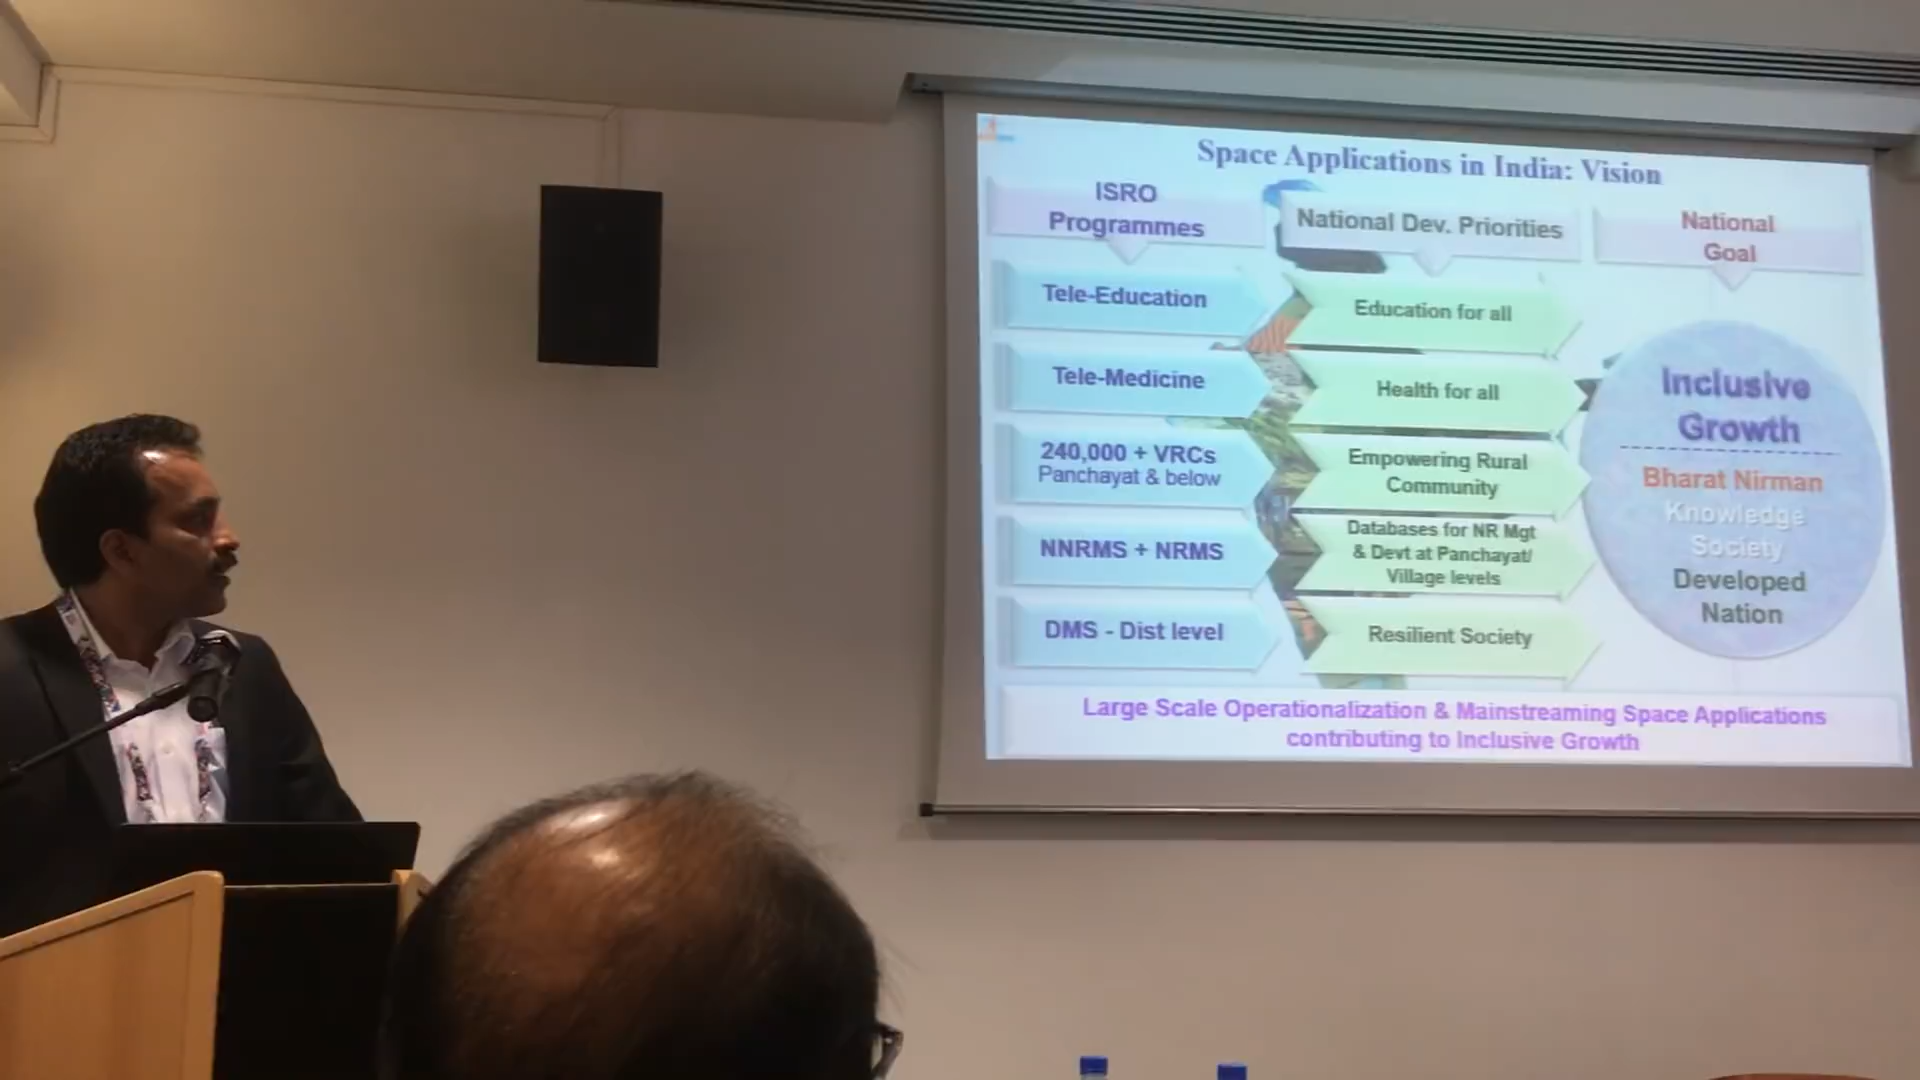 Space Applications in India: Vision
ISRO
Programmes
National Dev. Priorities
National
Goal
Tele-Education
Education for all
Tele-Medicine
Health for all
240,000 + VRCs
Panchayat & below
Empowering Rural
Community
NNRMS + NRMS
Databases for NR Mgt
& Devt at Panchayat/
Village levels
DMS - Dist level
Resilient Society
Inclusive
Growth
Bharat Nirman
Knowledge
Society
Developed
Nation
Large Scale Operationalization & Mainstreaming Space Applications
contributing to Inclusive Growth